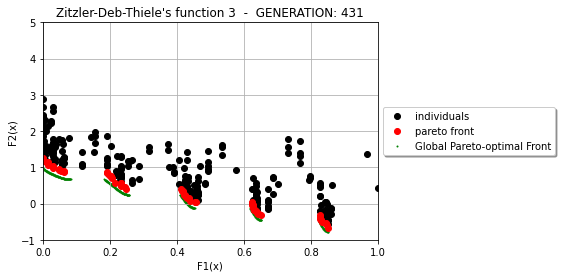 Zitzler-Deb-Thiele's function 3 - GENERATION: 431
5
4
3
2
1
0
−1
F2(x)
0.0 0.2 0.4 0.6 0.8 1.0
F1(x)
individuals
pareto front
Global Pareto-optimal Front